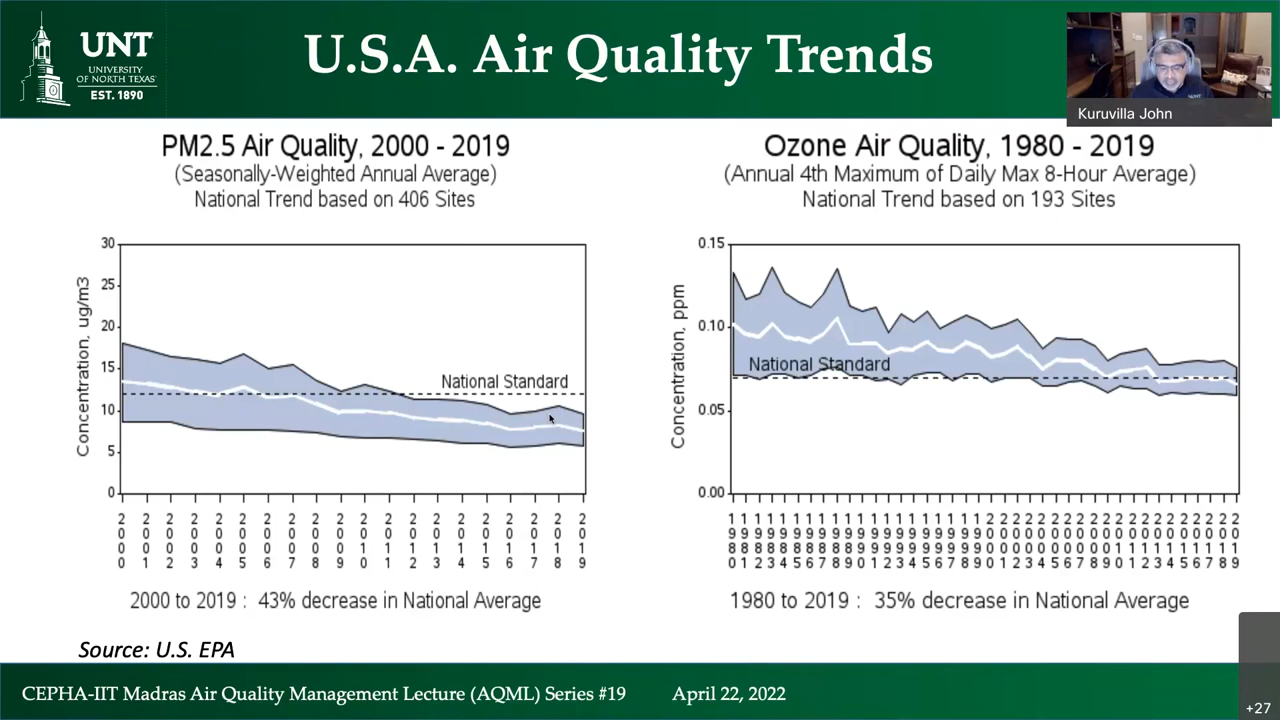 UNT
UNIVERSITY
OF NORTH TEXAS
EST. 1890
U.S.A. Air Quality Trends
Kuruvilla John
PM2.5 Air Quality, 2000 - 2019
(Seasonally-Weighted Annual Average)
National Trend based on 406 Sites
Concentration, ug/m3
30
25
20
15
10
5
0
National Standard
2000 2001 2002 2003 2004 2005 2006 2007 2008 2009 2010 2011 2012 2013 2014 2015 2016 2017 2018 2019
2000 to 2019 : 43% decrease in National Average
Ozone Air Quality, 1980 - 2019
(Annual 4th Maximum of Daily Max 8-Hour Average)
National Trend based on 193 Sites
Concentration, ppm
0.15
0.10
0.05
0.00
National Standard
1980 1981 1982 1983 1984 1985 1986 1987 1988 1989 1990 1991 1992 1993 1994 1995 1996 1997 1998 1999 2000 2001 2002 2003 2004 2005 2006 2007 2008 2009 2010 2011 2012 2013 2014 2015 2016 2017 2018 2019
1980 to 2019 : 35% decrease in National Average
Source: U.S. EPA
CEPHA-IIT Madras Air Quality Management Lecture (AQML) Series #19 April 22, 2022
+27